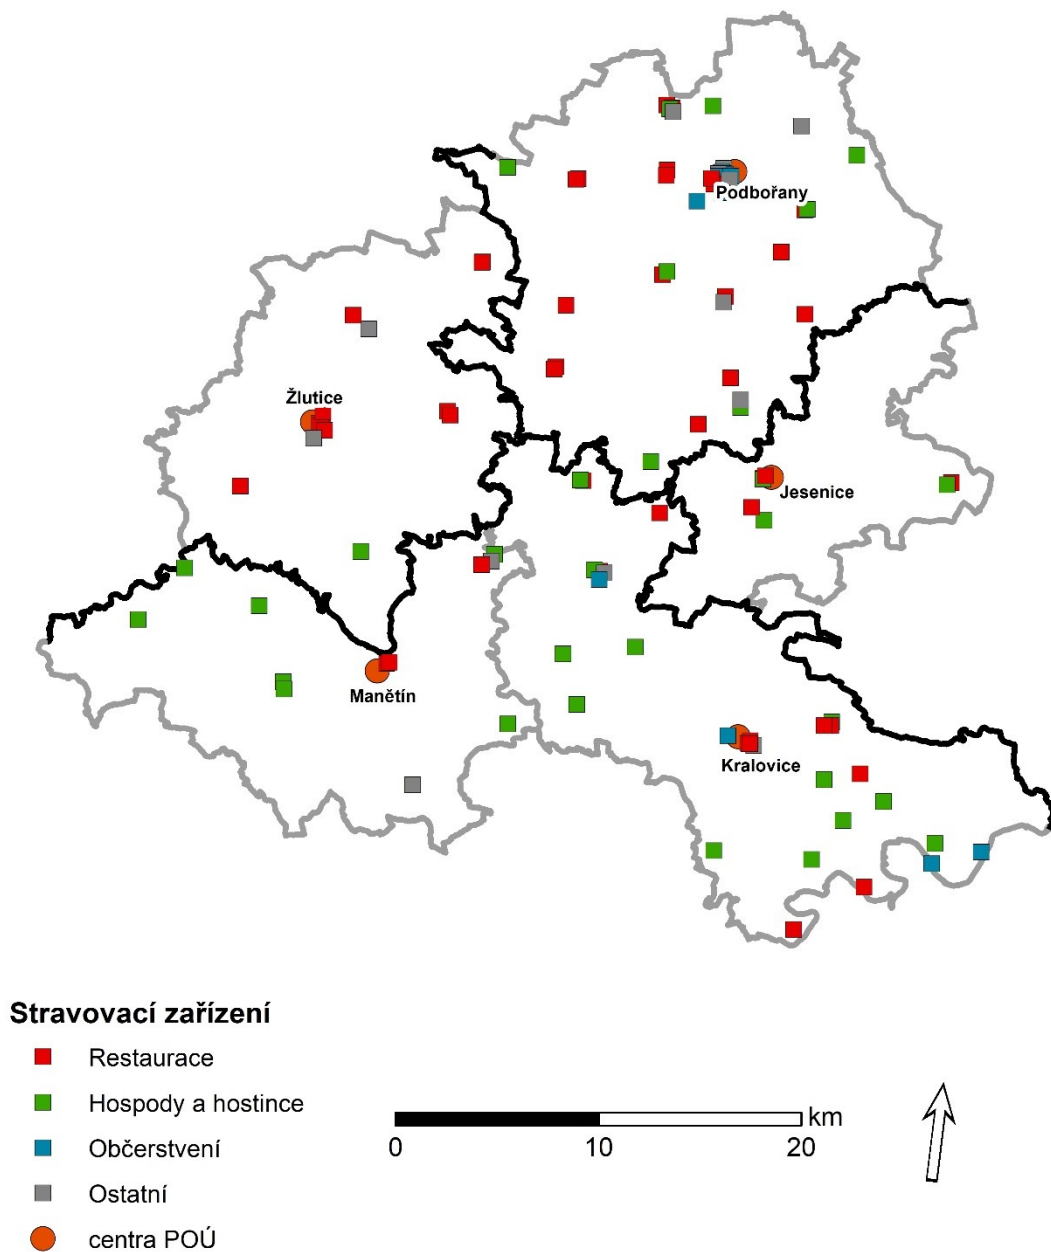 Podbořany
Žlutice
Jesenice
Manětín
Kralovice
Stravovací zařízení
Restaurace
Hospody a hostince
Občerstvení
Ostatní
centra POÚ
km
0 10 20